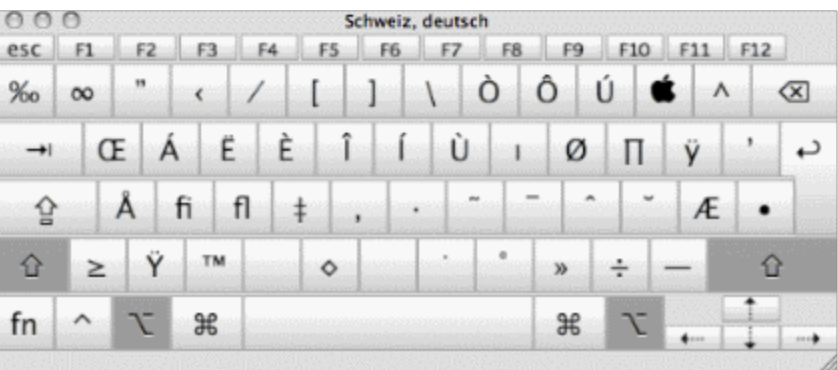 Schweiz, deutsch
esc F1 F2 F3 F4 F5 F6 F7 F8 F9 F10 F11 F12
‰ ∞ ” ‹ ⁄ [ ] \ Ò Ô Ú  ^ ⌫
⇥ Œ Á Ë È Î Í Ù ı Ø ∏ ÿ ’ ↩
⇪ Å fi fl ‡ ‚ · ˜ ¯ ˆ ˘ Æ •
⇧ ≥ Ÿ ™ ◊ ˙ ˚ » ÷ — ⇧
fn ^ ⌥ ⌘ ⌘ ⌥ ⇠ ⇡ ⇣ ⇢